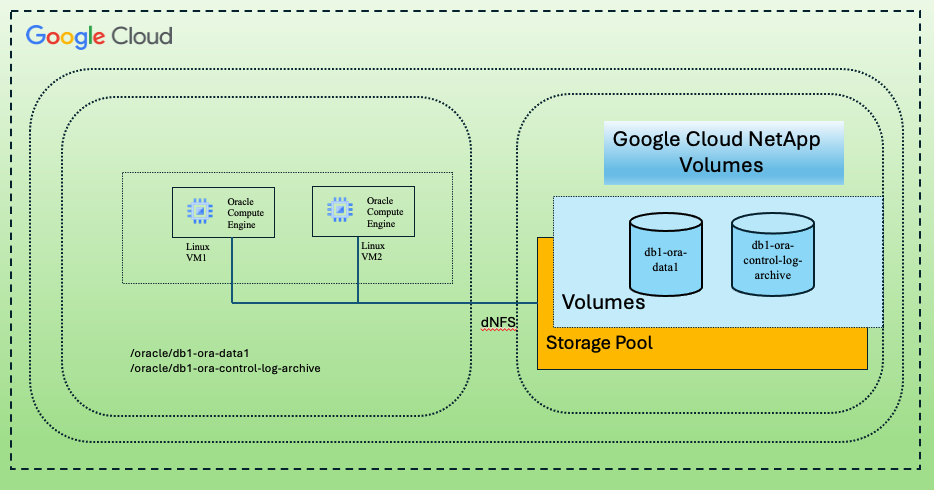 Google Cloud
Google Cloud NetApp
Volumes
Oracle
Compute
Engine
Oracle
Compute
Engine
Linux
VM1
Linux
VM2
db1-ora-
data1
db1-ora-
control-log-
archive
Volumes
dNFS
Storage Pool
/oracle/db1-ora-data1
/oracle/db1-ora-control-log-archive